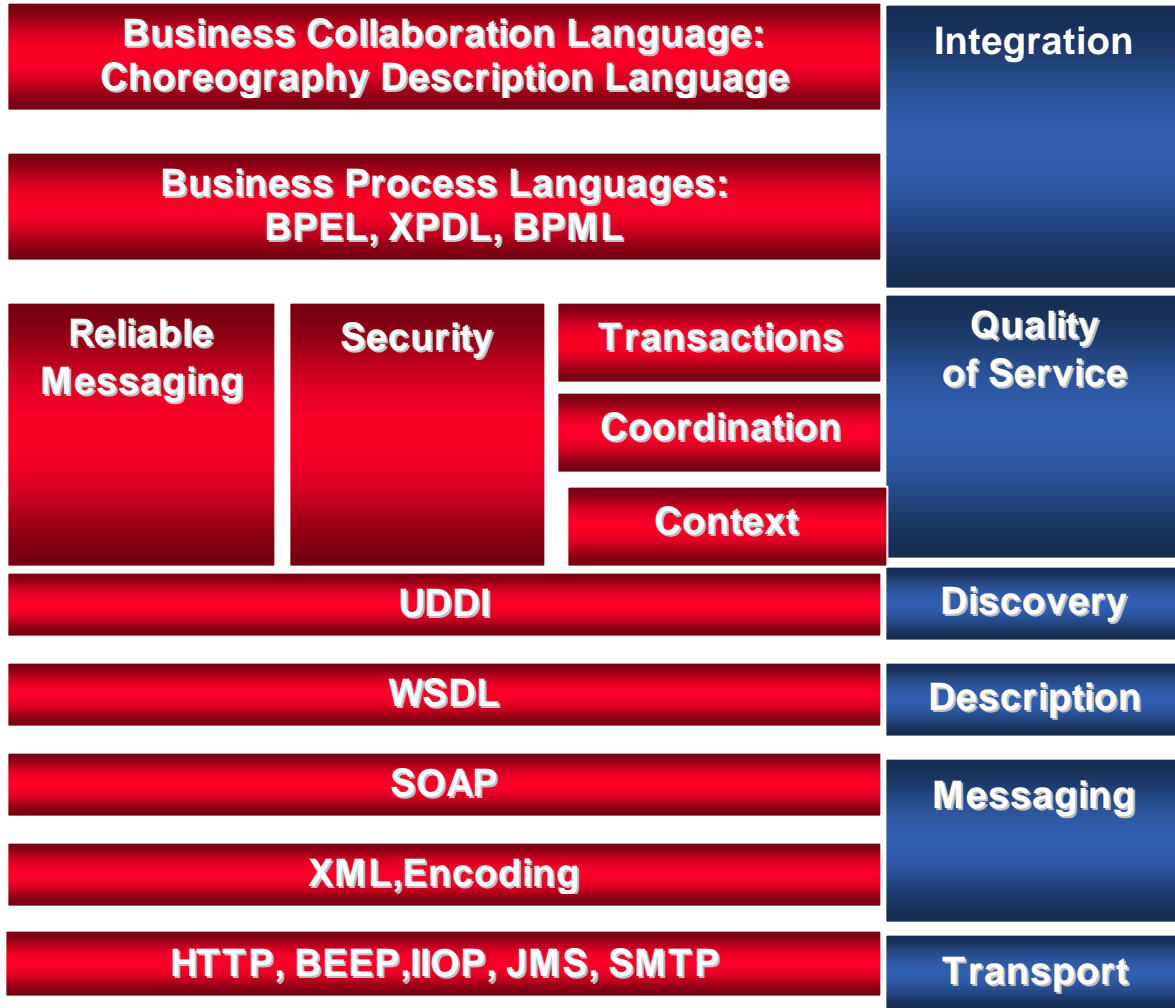 Business Collaboration Language:
Choreography Description Language
Integration
Business Process Languages:
BPEL, XPDL, BPML
Reliable
Messaging
Security
Transactions
Coordination
Context
Quality
of Service
UDDI
Discovery
WSDL
Description
SOAP
Messaging
XML,Encoding
HTTP, BEEP,IIOP, JMS, SMTP
Transport